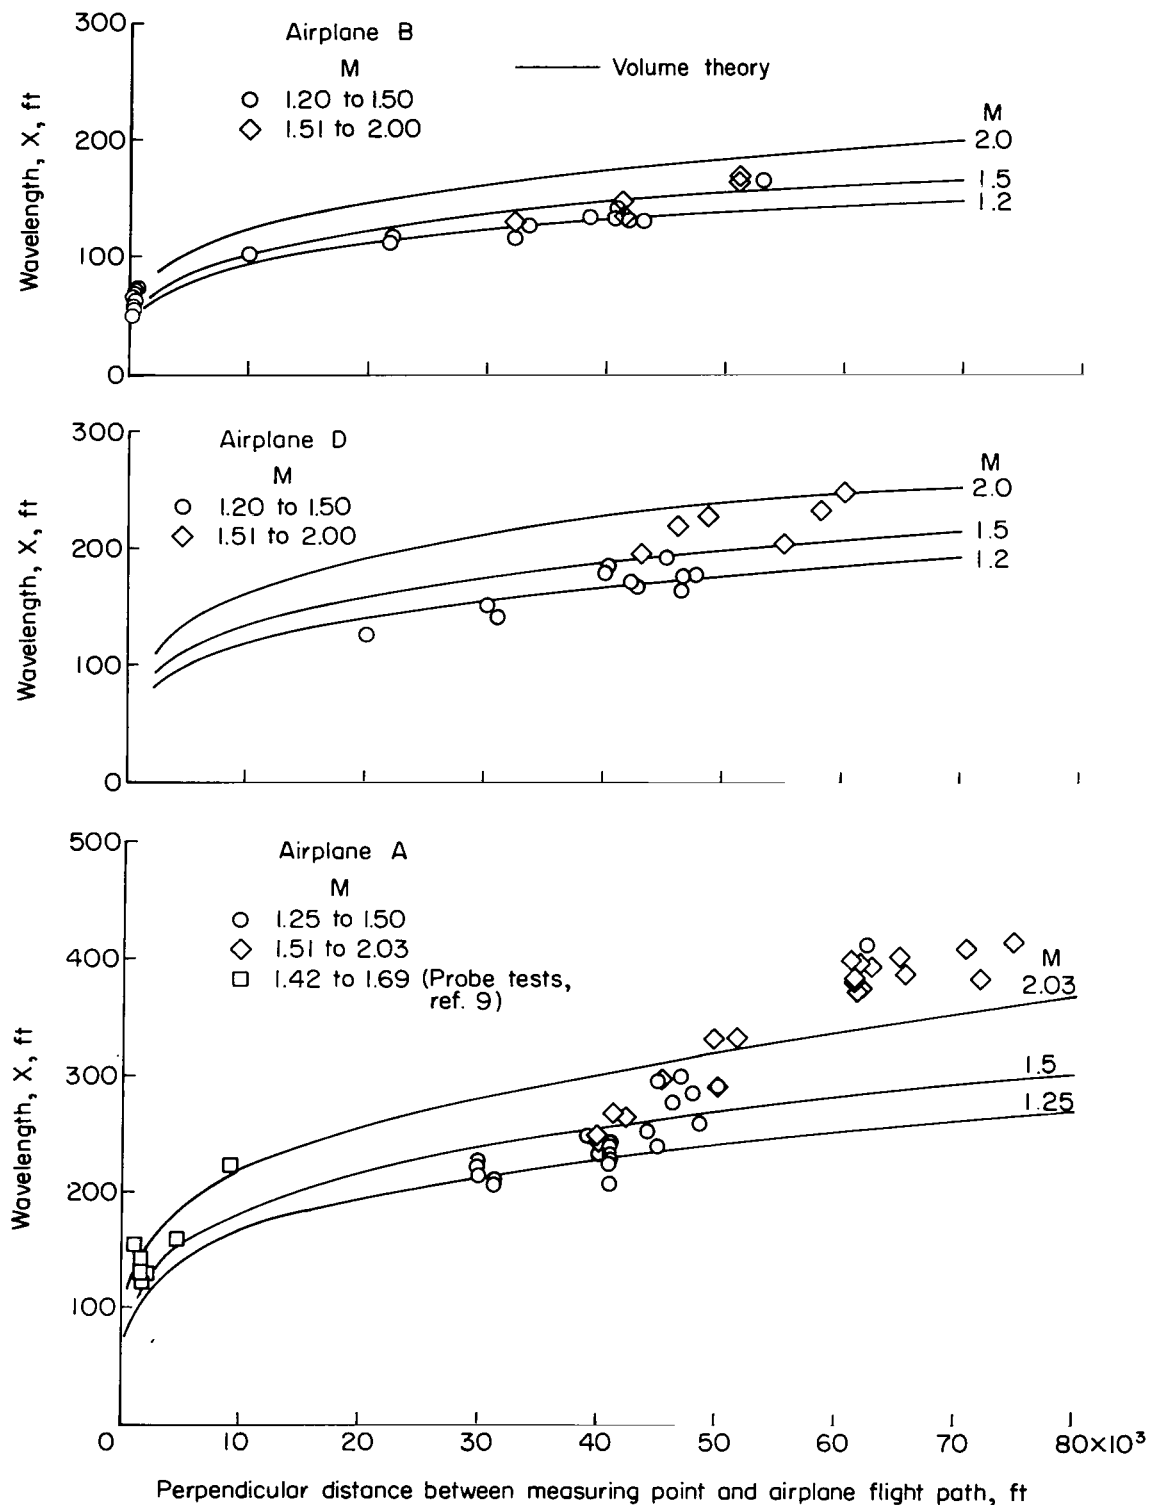 300
Airplane B
M
Volume theory
1.20 to 1.50
1.51 to 2.00
Wavelength, X, ft
200
M
2.0
1.5
1.2
100
0
300
Airplane D
M
1.20 to 1.50
1.51 to 2.00
Wavelength, X, ft
M
2.0
200
1.5
1.2
100
0
500
Airplane A
M
1.25 to 1.50
1.51 to 2.03
1.42 to 1.69 (Probe tests,
ref. 9)
Wavelength, X, ft
400
M
2.03
300
1.5
1.25
200
100
0 10 20 30 40 50 60 70 80×10³
Perpendicular distance between measuring point and airplane flight path, ft